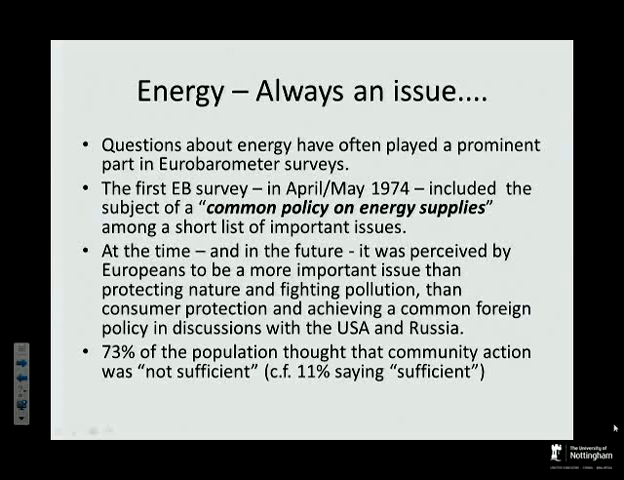 Energy – Always an issue....
• Questions about energy have often played a prominent
part in Eurobarometer surveys.
• The first EB survey – in April/May 1974 – included the
subject of a “common policy on energy supplies”
among a short list of important issues.
• At the time – and in the future - it was perceived by
Europeans to be a more important issue than
protecting nature and fighting pollution, than
consumer protection and achieving a common foreign
policy in discussions with the USA and Russia.
• 73% of the population thought that community action
was “not sufficient” (c.f. 11% saying “sufficient”)
The University of
Nottingham
UNITED KINGDOM · CHINA · MALAYSIA